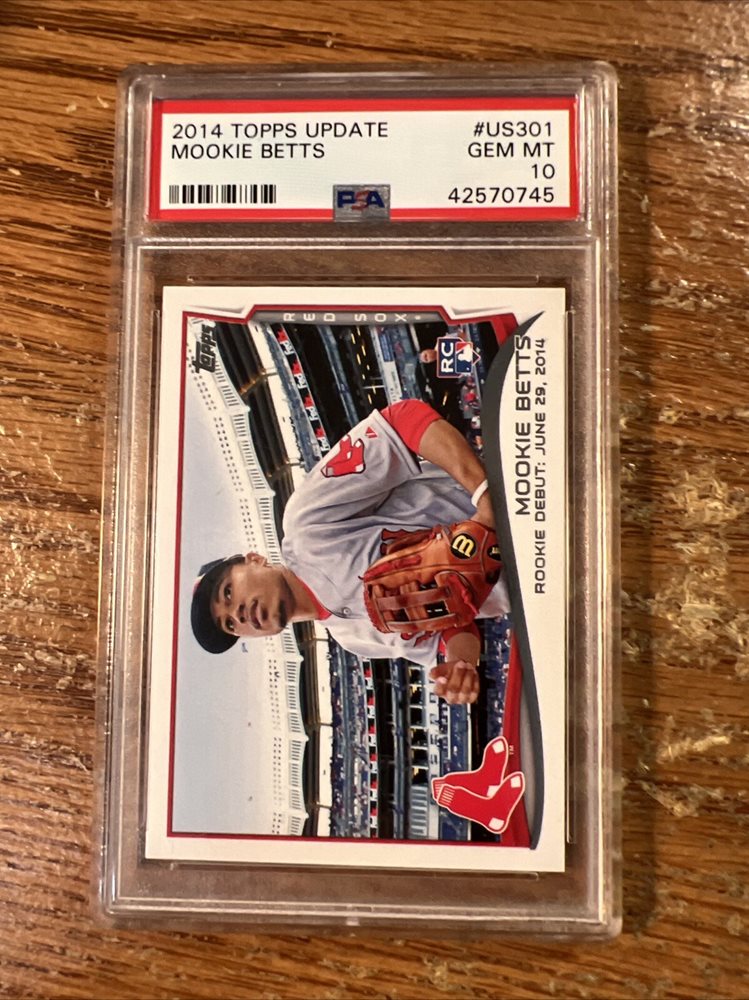 2014 TOPPS UPDATE #US301
MOOKIE BETTS GEM MT
10
PSA 42570745
TOPPS
RED SOX
RC
MOOKIE BETTS
ROOKIE DEBUT: JUNE 29, 2014
TM